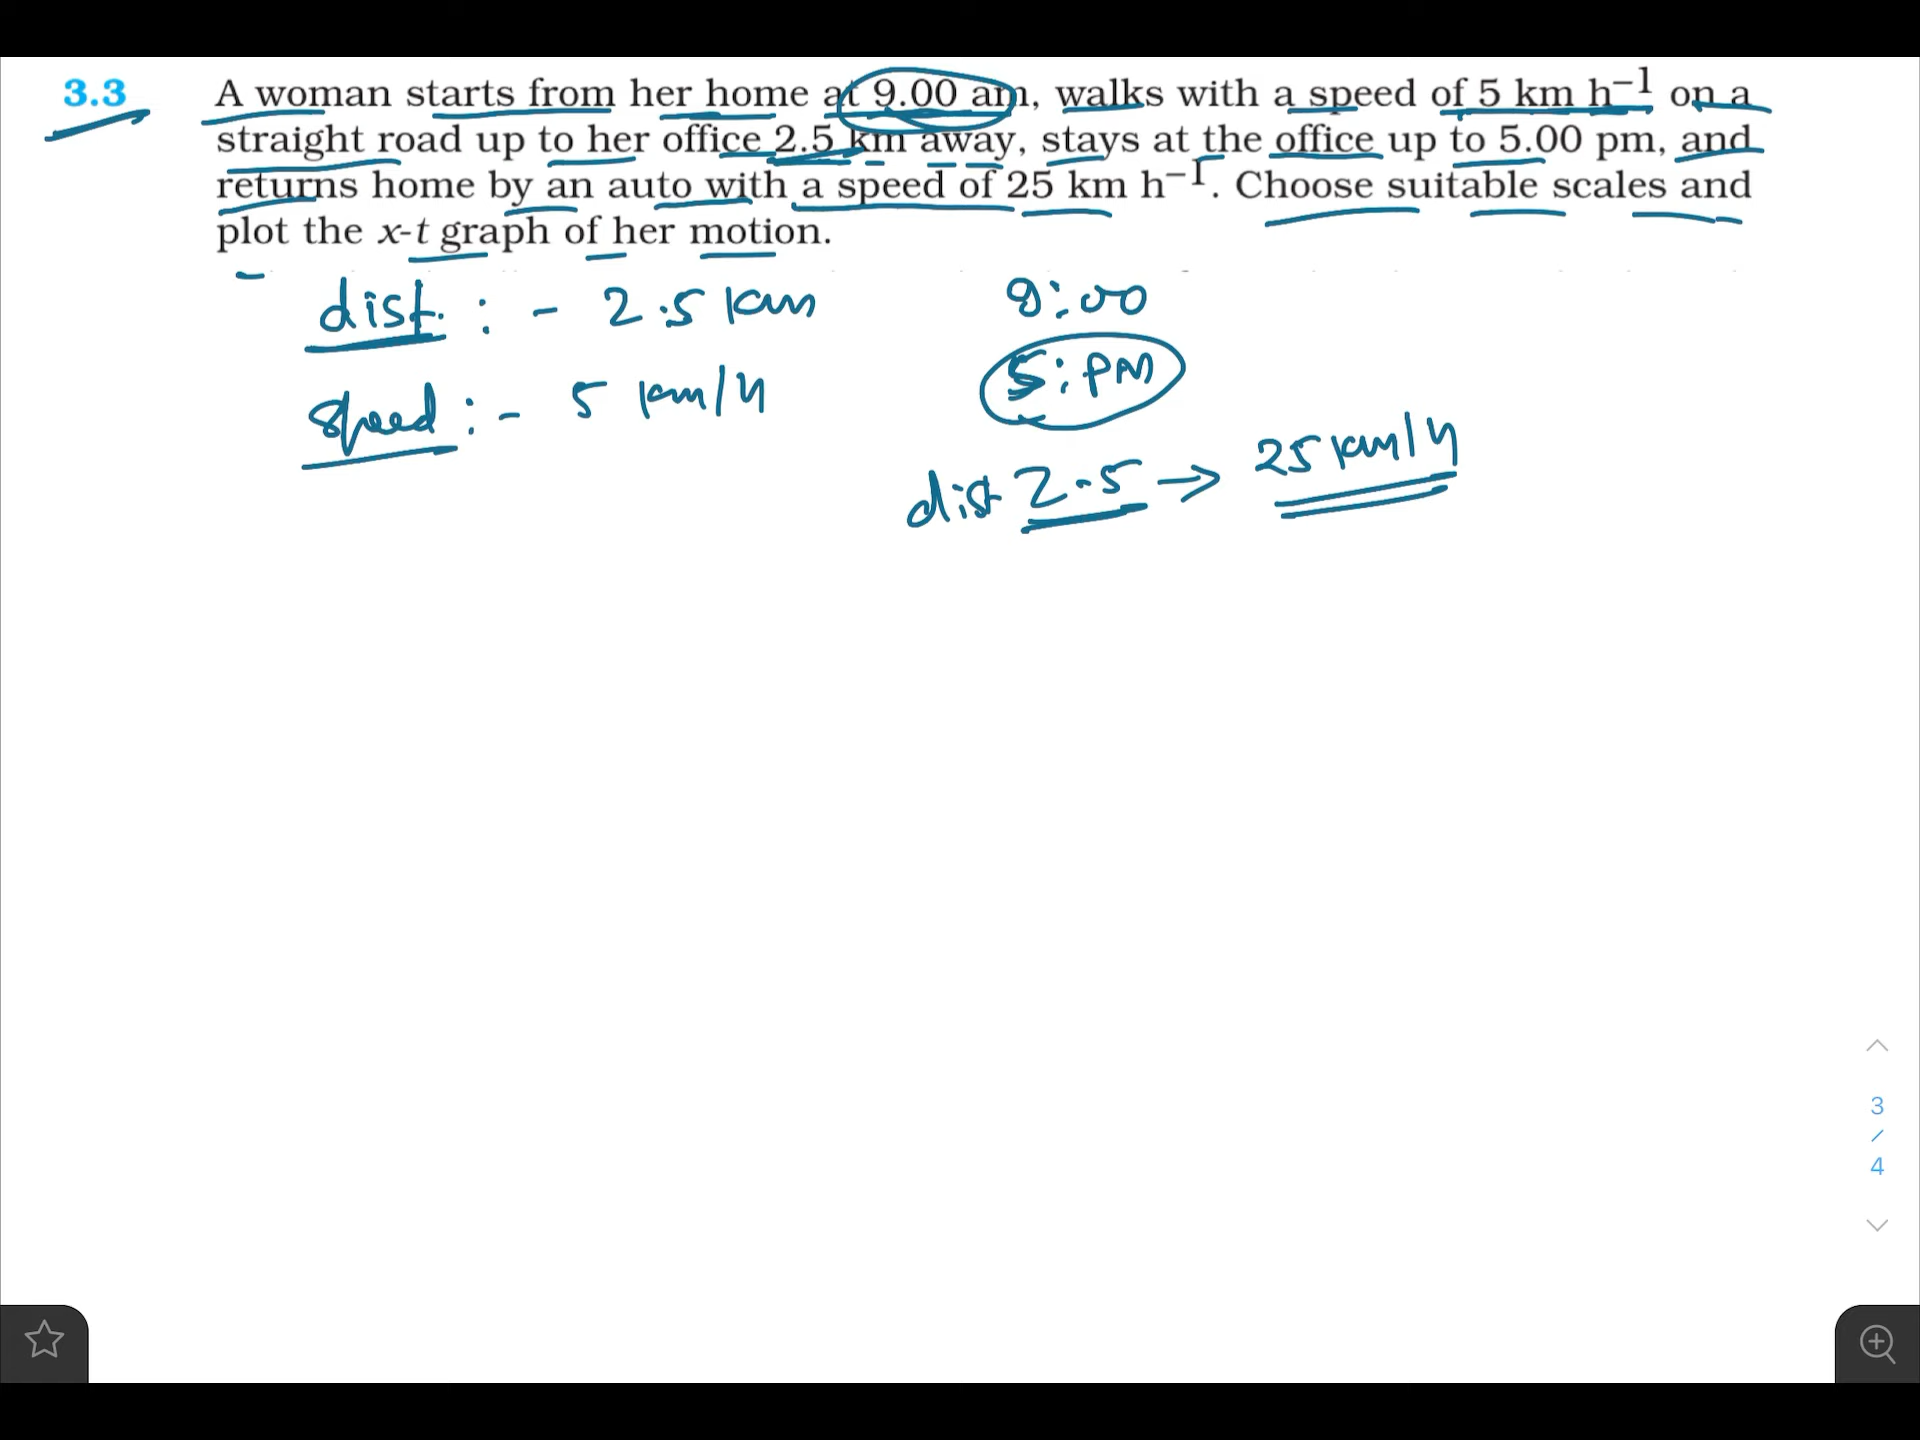 3.3 A woman starts from her home at 9.00 am, walks with a speed of 5 km h⁻¹ on a
straight road up to her office 2.5 km away, stays at the office up to 5.00 pm, and
returns home by an auto with a speed of 25 km h⁻¹. Choose suitable scales and
plot the x-t graph of her motion.
dist. :- 2.5 km
9:00
5: PM
speed :- 5 km/h
dist 2.5 → 25 km/h
3
/
4